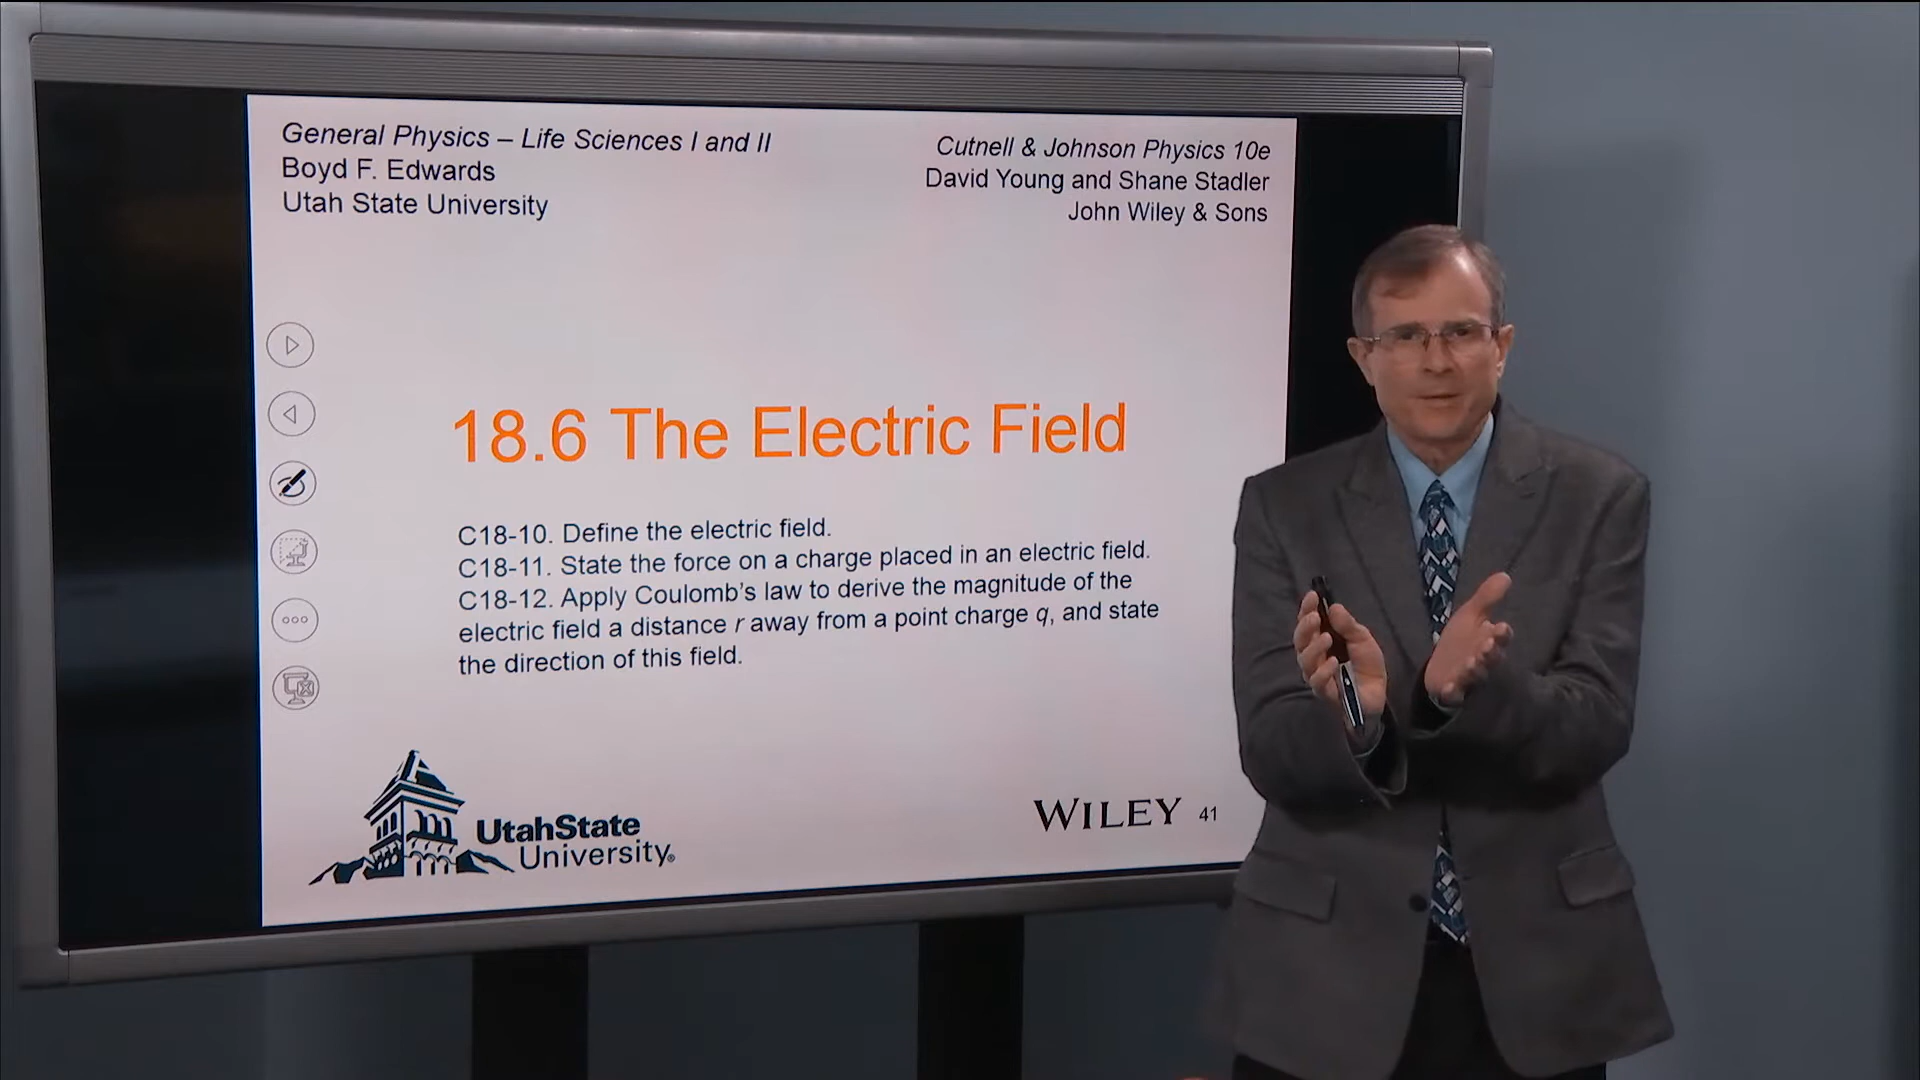 General Physics – Life Sciences I and II
Boyd F. Edwards
Utah State University
Cutnell & Johnson Physics 10e
David Young and Shane Stadler
John Wiley & Sons
18.6 The Electric Field
C18-10. Define the electric field.
C18-11. State the force on a charge placed in an electric field.
C18-12. Apply Coulomb’s law to derive the magnitude of the
electric field a distance r away from a point charge q, and state
the direction of this field.
UtahState
University®
WILEY 41